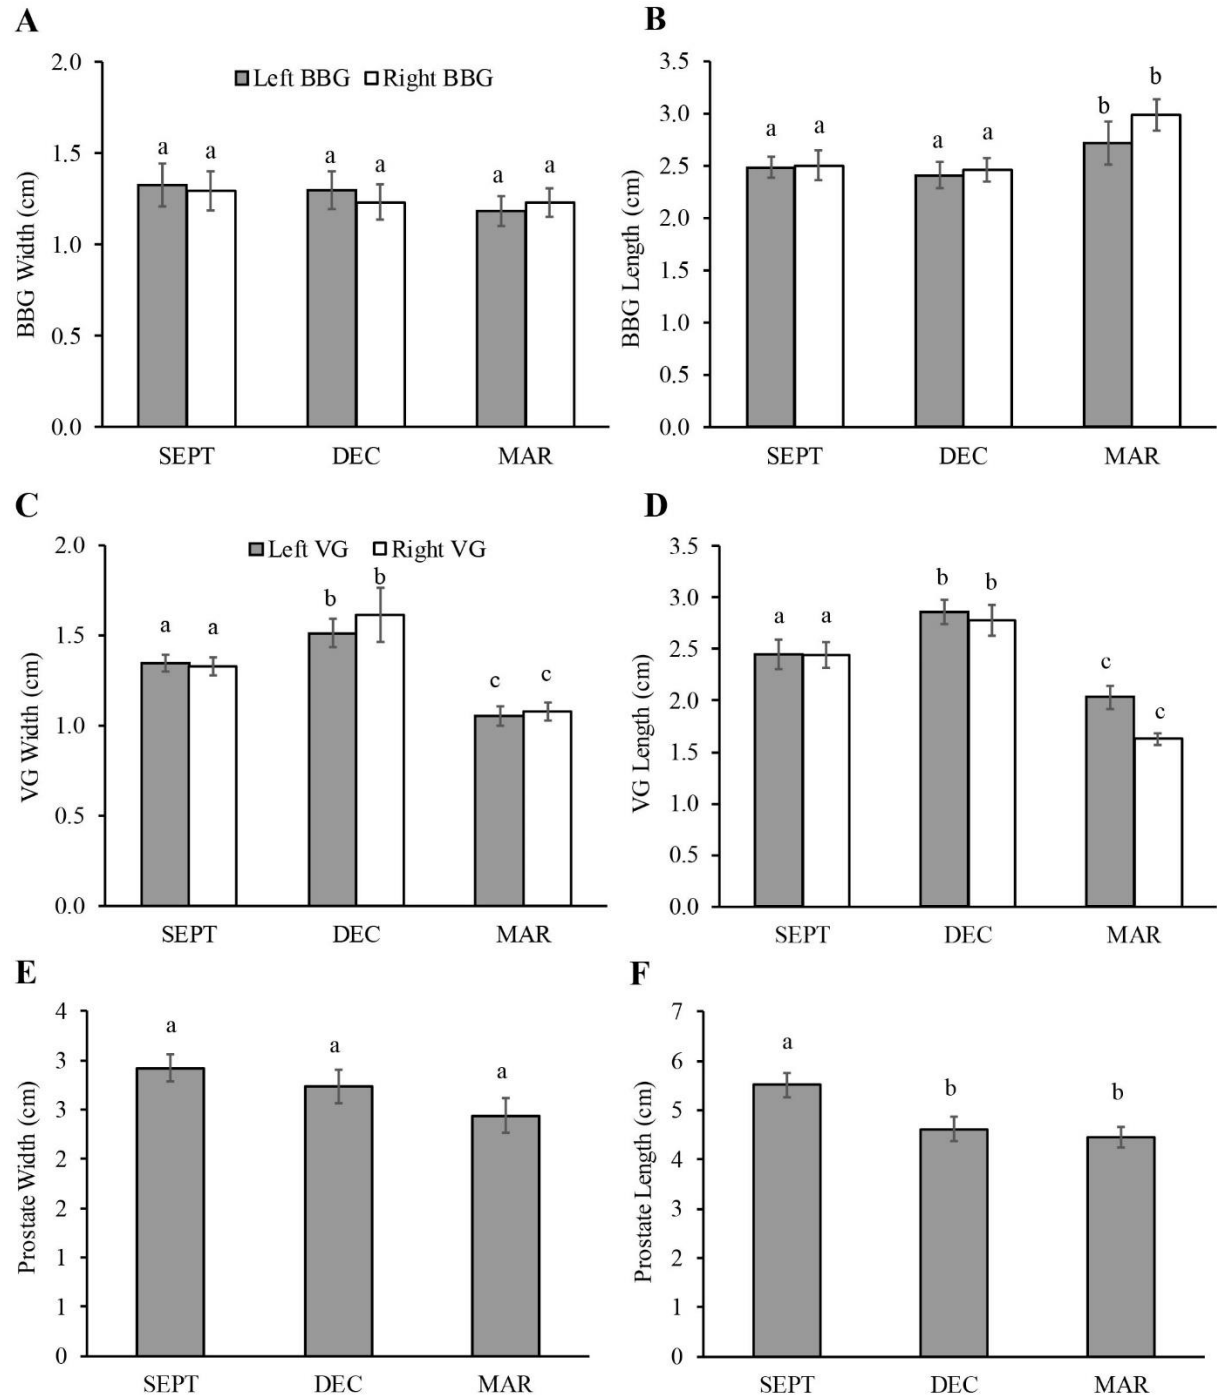 A
2.0
1.5
1.0
0.5
0.0
BBG Width (cm)
Left BBG Right BBG
a a a a a a
SEPT DEC MAR
B
3.5
3.0
2.5
2.0
1.5
1.0
0.5
0.0
BBG Length (cm)
a a a a b b
SEPT DEC MAR
C
2.0
1.5
1.0
0.5
0.0
VG Width (cm)
Left VG Right VG
a a b b c c
SEPT DEC MAR
D
3.5
3.0
2.5
2.0
1.5
1.0
0.5
0.0
VG Length (cm)
a a b b c c
SEPT DEC MAR
E
4
3
3
2
2
1
1
0
Prostate Width (cm)
a a a
SEPT DEC MAR
F
7
6
5
4
3
2
1
0
Prostate Length (cm)
a b b
SEPT DEC MAR